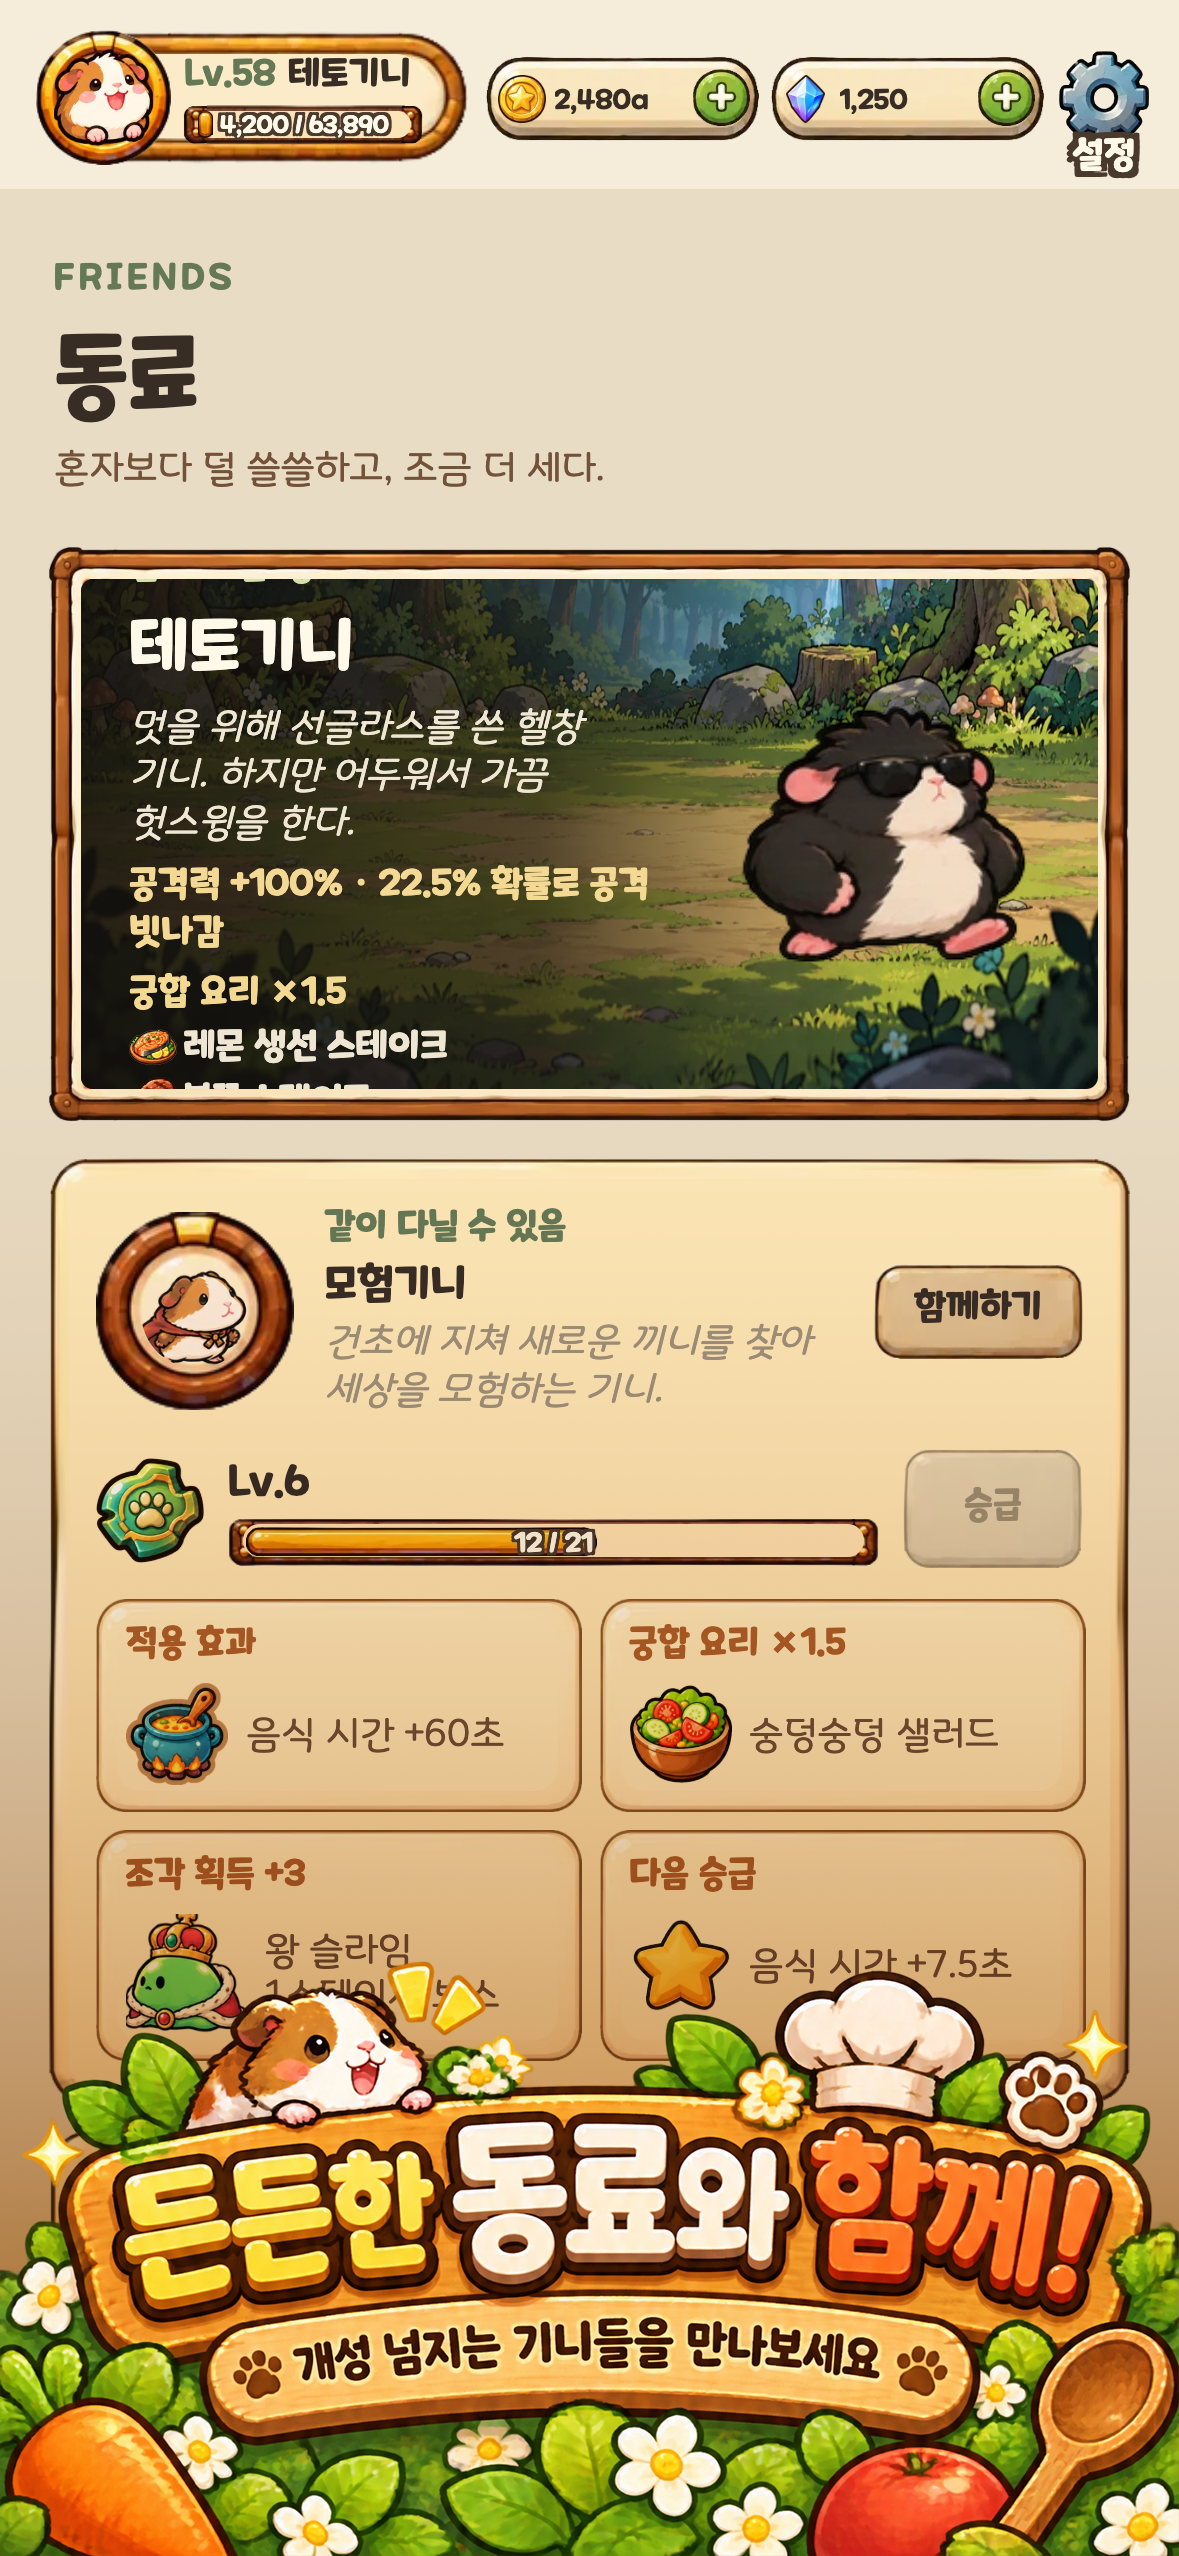 Lv.58 테토기니
4,200 / 63,890
2,480a
1,250
설정
FRIENDS
동료
혼자보다 덜 쓸쓸하고, 조금 더 세다.
테토기니
멋을 위해 선글라스를 쓴 헬창
기니. 하지만 어두워서 가끔
헛스윙을 한다.
공격력 +100% · 22.5% 확률로 공격
빗나감
궁합 요리 ×1.5
레몬 생선 스테이크
같이 다닐 수 있음
모험기니
건초에 지쳐 새로운 끼니를 찾아
세상을 모험하는 기니.
함께하기
Lv.6
12 / 21
승급
적용 효과
음식 시간 +60초
궁합 요리 ×1.5
숭덩숭덩 샐러드
조각 획득 +3
왕 슬라임
1스테이지 보스
다음 승급
음식 시간 +7.5초
든든한 동료와 함께!
개성 넘치는 기니들을 만나보세요